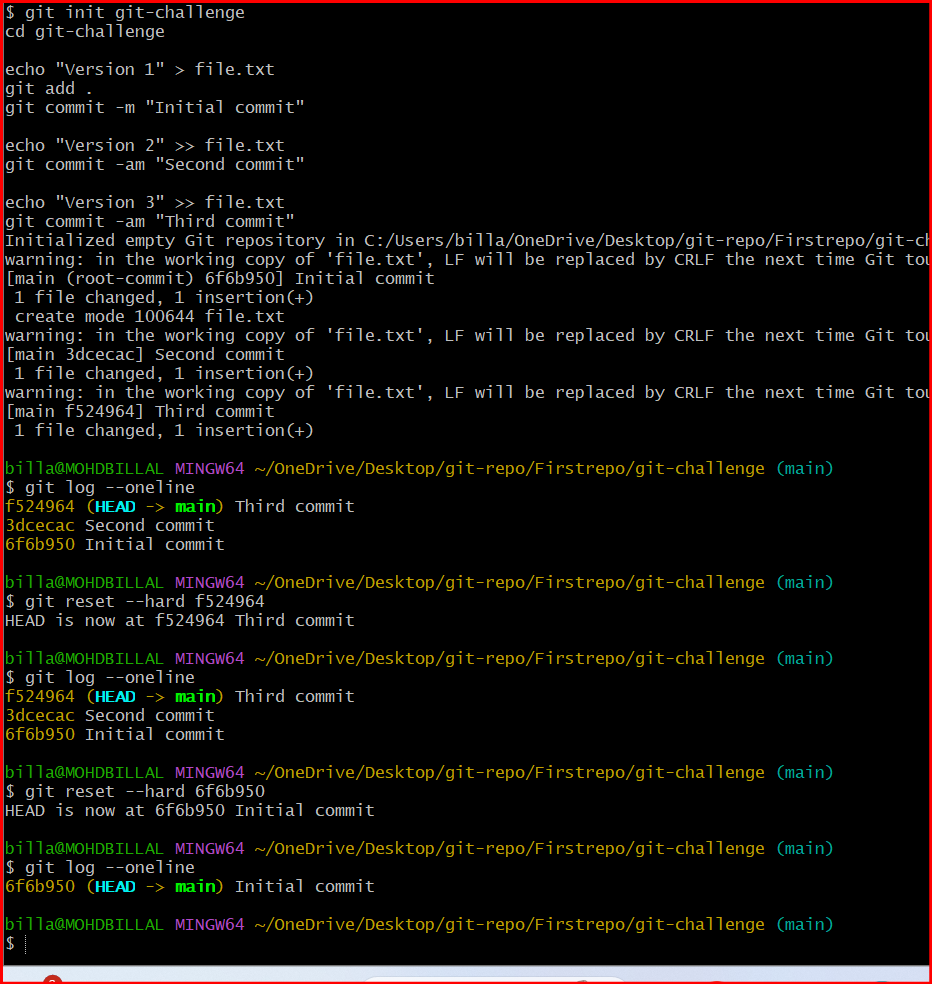 $ git init git-challenge
cd git-challenge
echo "Version 1" > file.txt
git add .
git commit -m "Initial commit"
echo "Version 2" >> file.txt
git commit -am "Second commit"
echo "Version 3" >> file.txt
git commit -am "Third commit"
Initialized empty Git repository in C:/Users/billa/OneDrive/Desktop/git-repo/Firstrepo/git-ch
warning: in the working copy of 'file.txt', LF will be replaced by CRLF the next time Git tou
[main (root-commit) 6f6b950] Initial commit
 1 file changed, 1 insertion(+)
 create mode 100644 file.txt
warning: in the working copy of 'file.txt', LF will be replaced by CRLF the next time Git tou
[main 3dcecac] Second commit
 1 file changed, 1 insertion(+)
warning: in the working copy of 'file.txt', LF will be replaced by CRLF the next time Git tou
[main f524964] Third commit
 1 file changed, 1 insertion(+)
billa@MOHDBILLAL MINGW64 ~/OneDrive/Desktop/git-repo/Firstrepo/git-challenge (main)
$ git log --oneline
f524964 (HEAD -> main) Third commit
3dcecac Second commit
6f6b950 Initial commit
billa@MOHDBILLAL MINGW64 ~/OneDrive/Desktop/git-repo/Firstrepo/git-challenge (main)
$ git reset --hard f524964
HEAD is now at f524964 Third commit
billa@MOHDBILLAL MINGW64 ~/OneDrive/Desktop/git-repo/Firstrepo/git-challenge (main)
$ git log --oneline
f524964 (HEAD -> main) Third commit
3dcecac Second commit
6f6b950 Initial commit
billa@MOHDBILLAL MINGW64 ~/OneDrive/Desktop/git-repo/Firstrepo/git-challenge (main)
$ git reset --hard 6f6b950
HEAD is now at 6f6b950 Initial commit
billa@MOHDBILLAL MINGW64 ~/OneDrive/Desktop/git-repo/Firstrepo/git-challenge (main)
$ git log --oneline
6f6b950 (HEAD -> main) Initial commit
billa@MOHDBILLAL MINGW64 ~/OneDrive/Desktop/git-repo/Firstrepo/git-challenge (main)
$